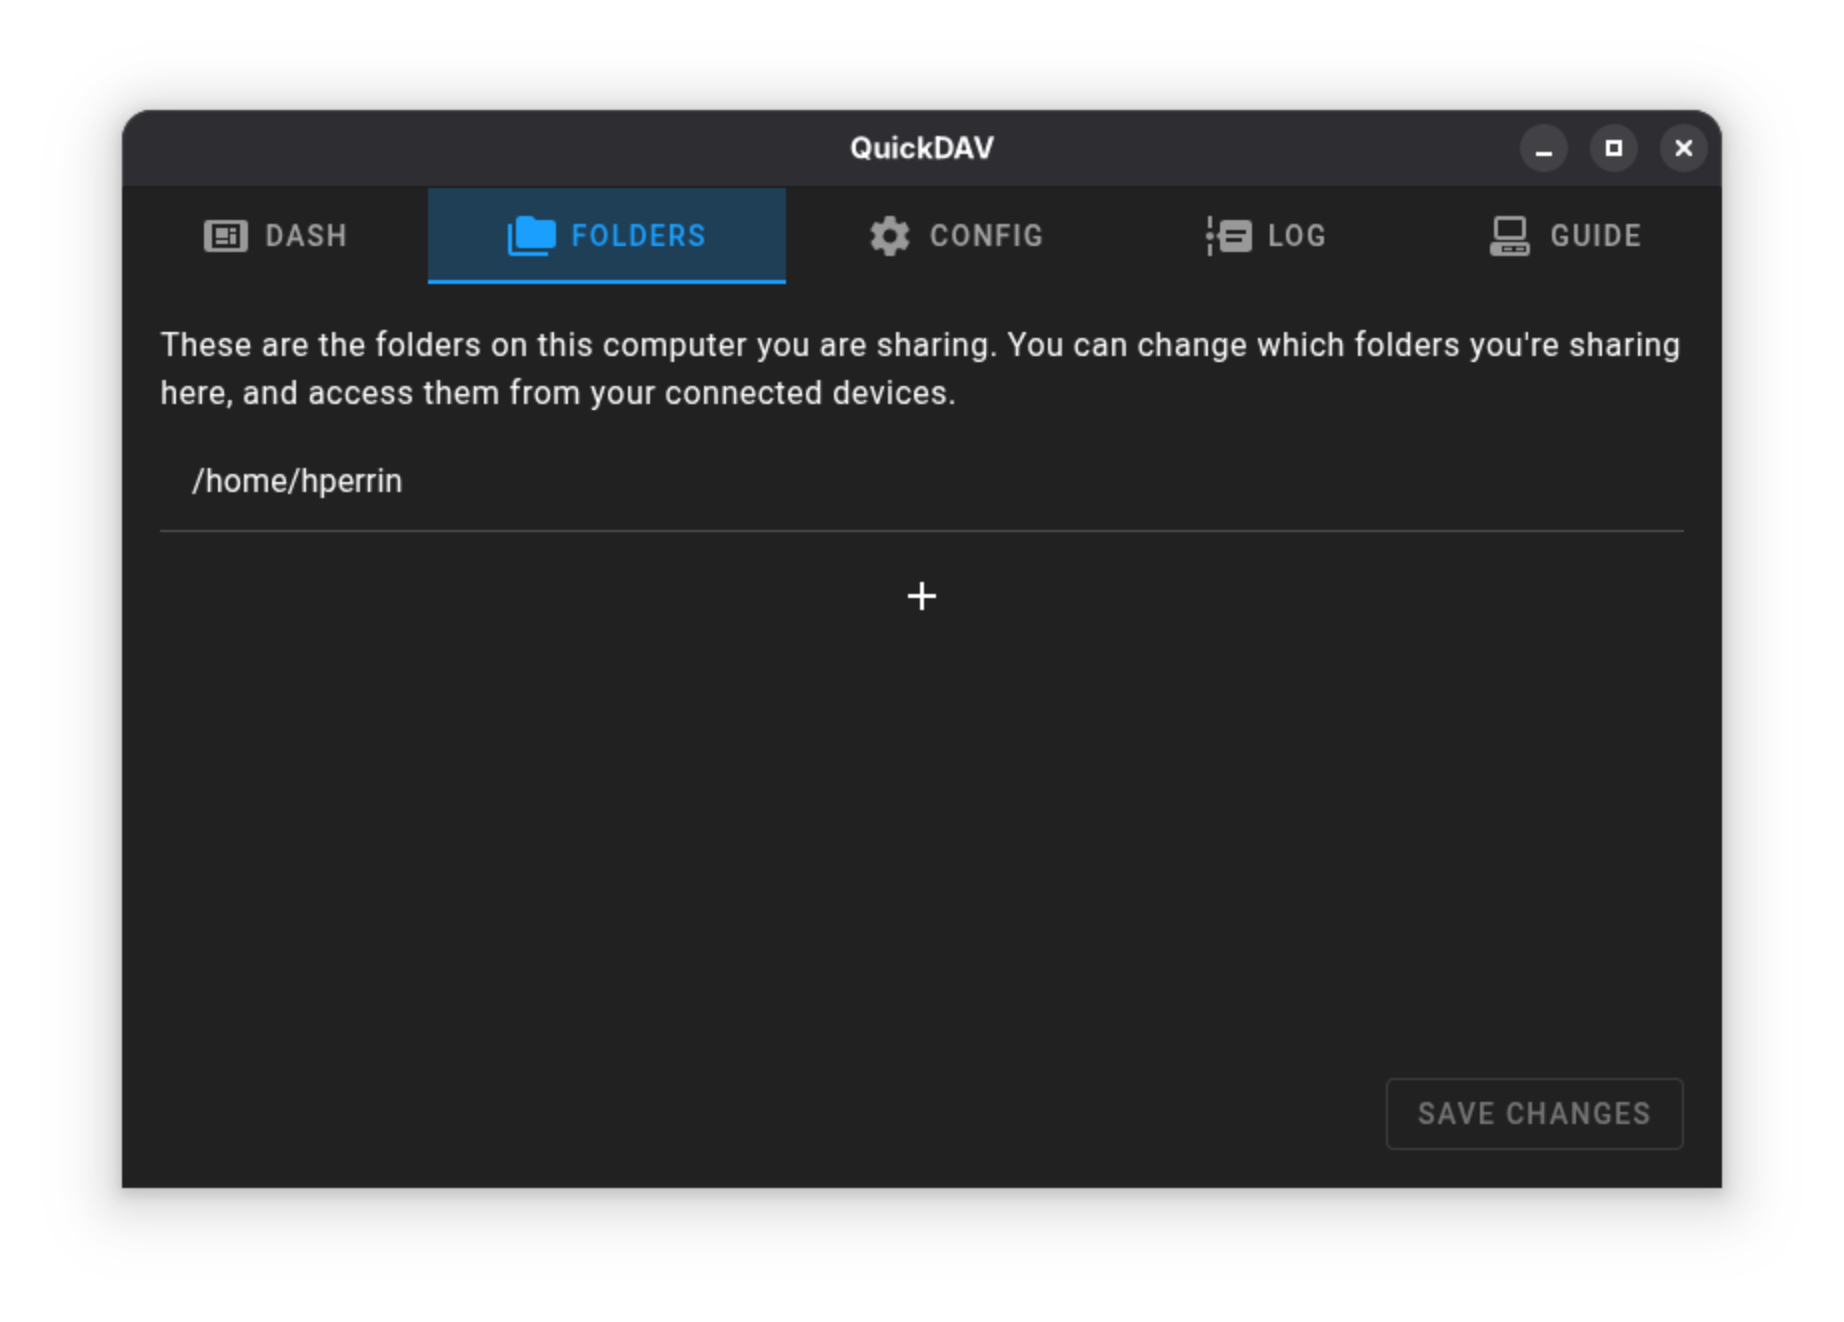 QuickDAV
DASH
FOLDERS
CONFIG
LOG
GUIDE
These are the folders on this computer you are sharing. You can change which folders you're sharing
here, and access them from your connected devices.
/home/hperrin
SAVE CHANGES